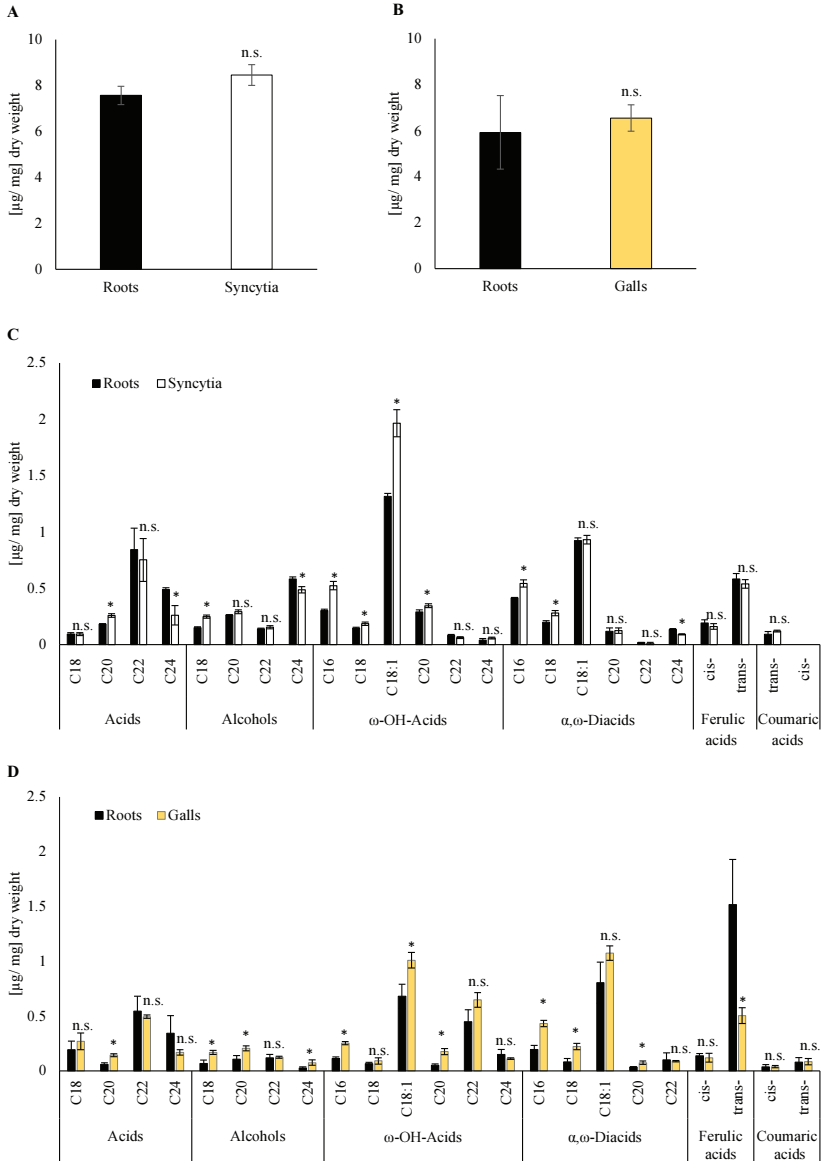 A
[µg/ mg] dry weight
10
8
6
4
2
0
n.s.
Roots
Syncytia
B
[µg/ mg] dry weight
10
8
6
4
2
0
n.s.
Roots
Galls
C
[µg/ mg] dry weight
2.5
2
1.5
1
0.5
0
Roots
Syncytia
n.s.
*
n.s.
*
*
n.s.
n.s.
*
*
*
*
*
n.s.
n.s.
*
*
n.s.
n.s.
n.s.
*
n.s.
n.s.
n.s.
C18
C20
C22
C24
C18
C20
C22
C24
C16
C18
C18:1
C20
C22
C24
C16
C18
C18:1
C20
C22
C24
cis-
trans-
trans-
cis-
Acids
Alcohols
ω-OH-Acids
α,ω-Diacids
Ferulic
acids
Coumaric
acids
D
[µg/ mg] dry weight
2.5
2
1.5
1
0.5
0
Roots
Galls
n.s.
*
n.s.
n.s.
*
*
n.s.
*
*
n.s.
*
*
n.s.
n.s.
*
*
n.s.
*
n.s.
n.s.
*
n.s.
n.s.
C18
C20
C22
C24
C18
C20
C22
C24
C16
C18
C18:1
C20
C22
C24
C16
C18
C18:1
C20
C22
cis-
trans-
cis-
trans-
Acids
Alcohols
ω-OH-Acids
α,ω-Diacids
Ferulic
acids
Coumaric
acids